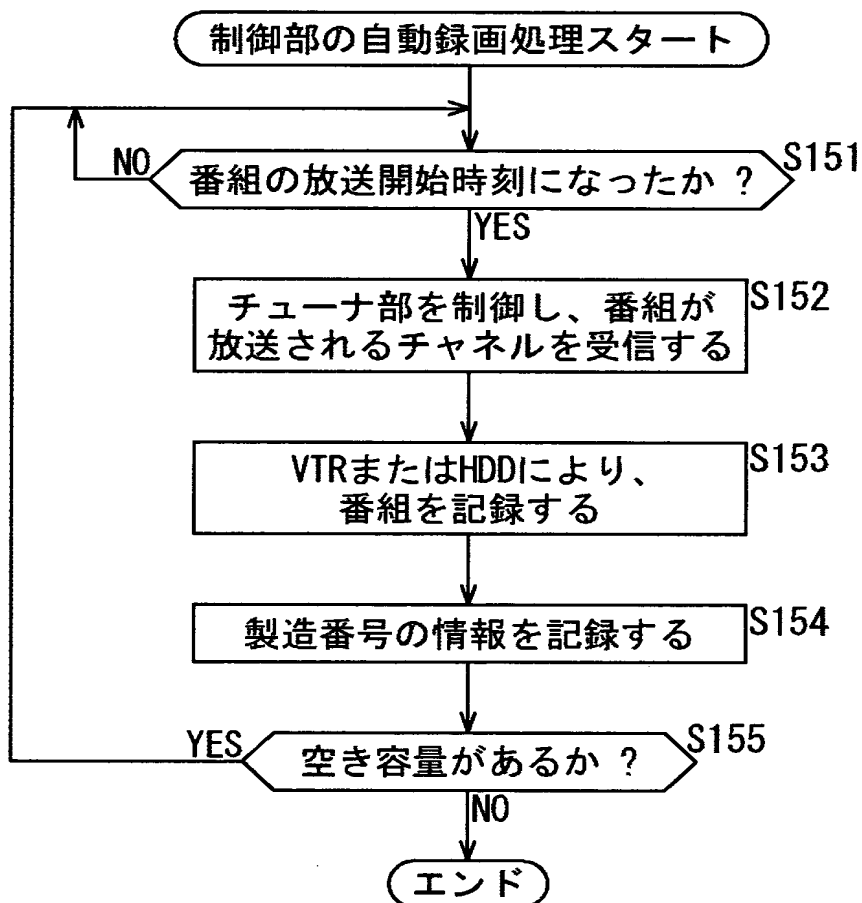 制御部の自動録画処理スタート
NO
番組の放送開始時刻になったか ?
S151
YES
チューナ部を制御し、番組が
放送されるチャネルを受信する
S152
VTRまたはHDDにより、
番組を記録する
S153
製造番号の情報を記録する
S154
YES
空き容量があるか ?
S155
NO
エンド